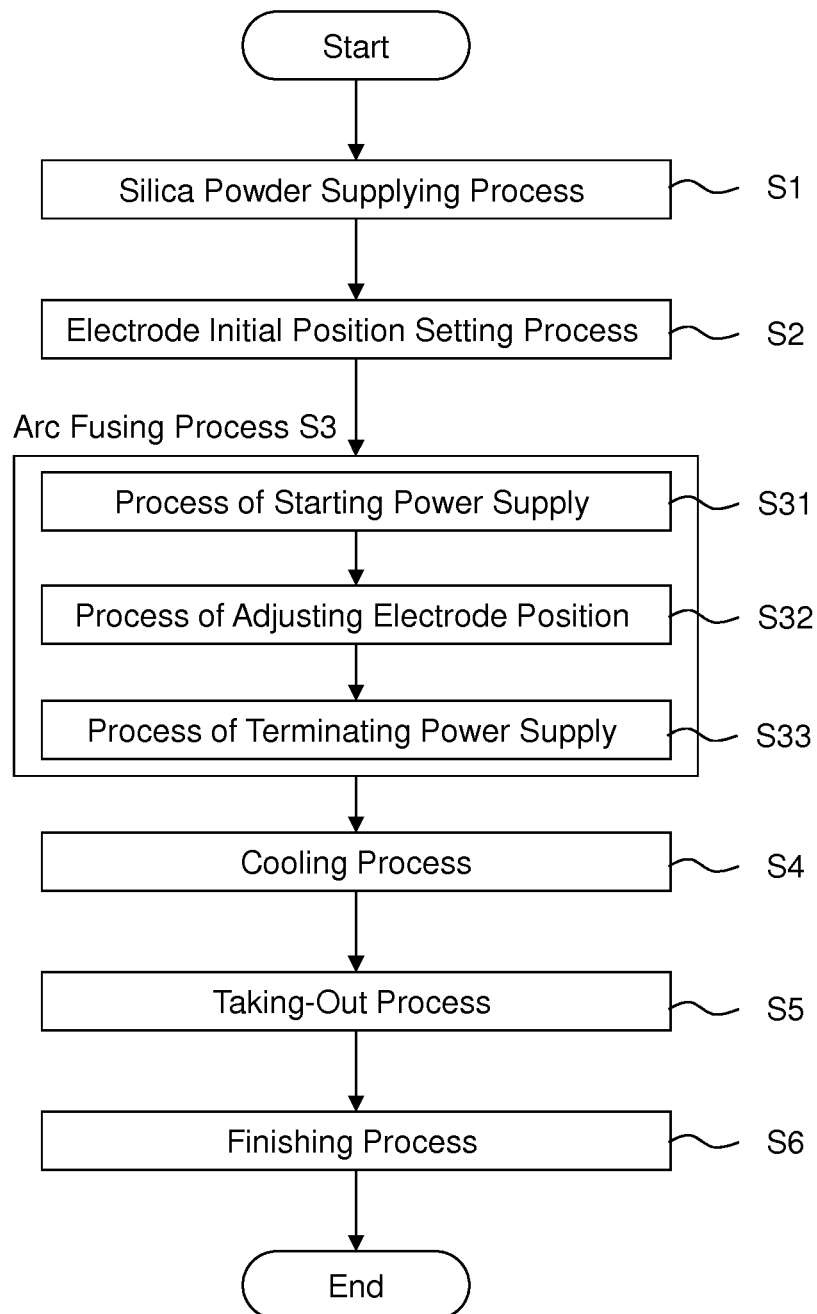 Start
Silica Powder Supplying Process S1
Electrode Initial Position Setting Process S2
Arc Fusing Process S3
Process of Starting Power Supply S31
Process of Adjusting Electrode Position S32
Process of Terminating Power Supply S33
Cooling Process S4
Taking-Out Process S5
Finishing Process S6
End